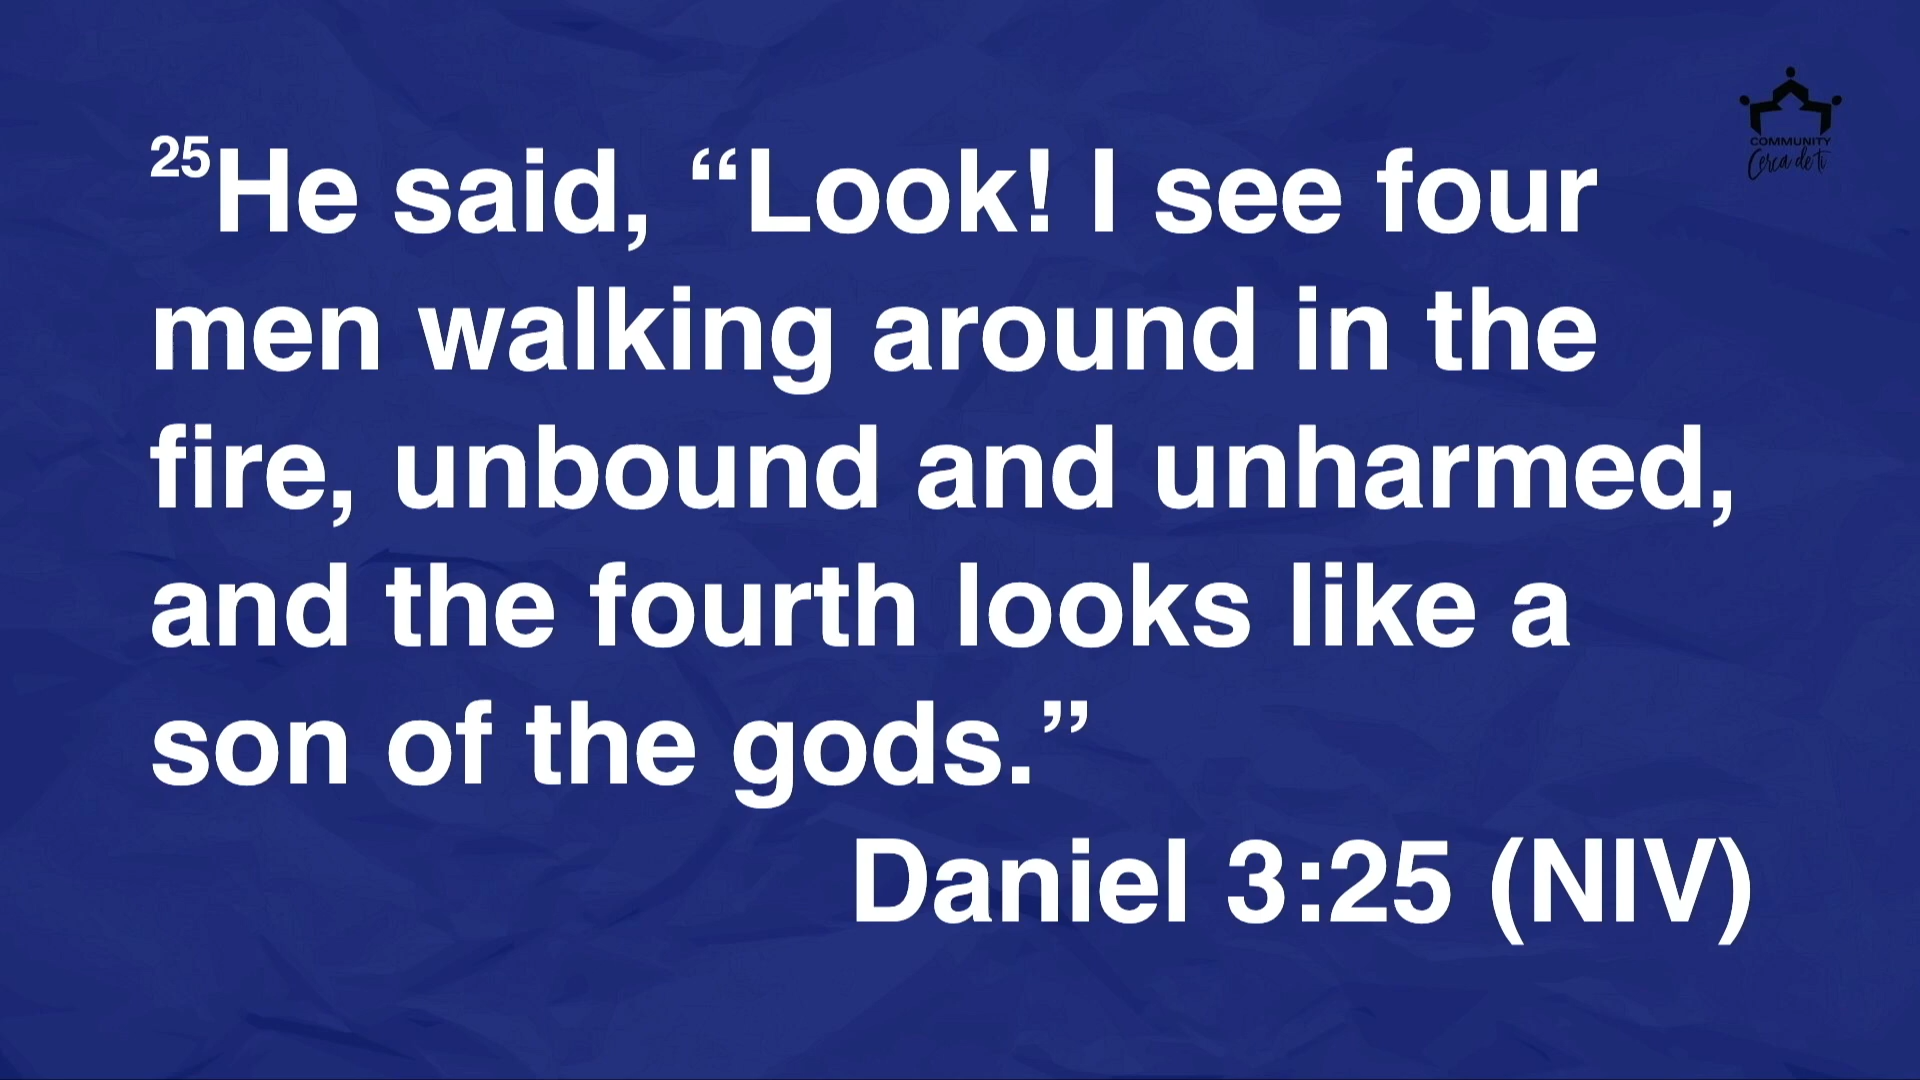 25He said, “Look! I see four
men walking around in the
fire, unbound and unharmed,
and the fourth looks like a
son of the gods.”
Daniel 3:25 (NIV)
COMMUNITY
Cerca de ti